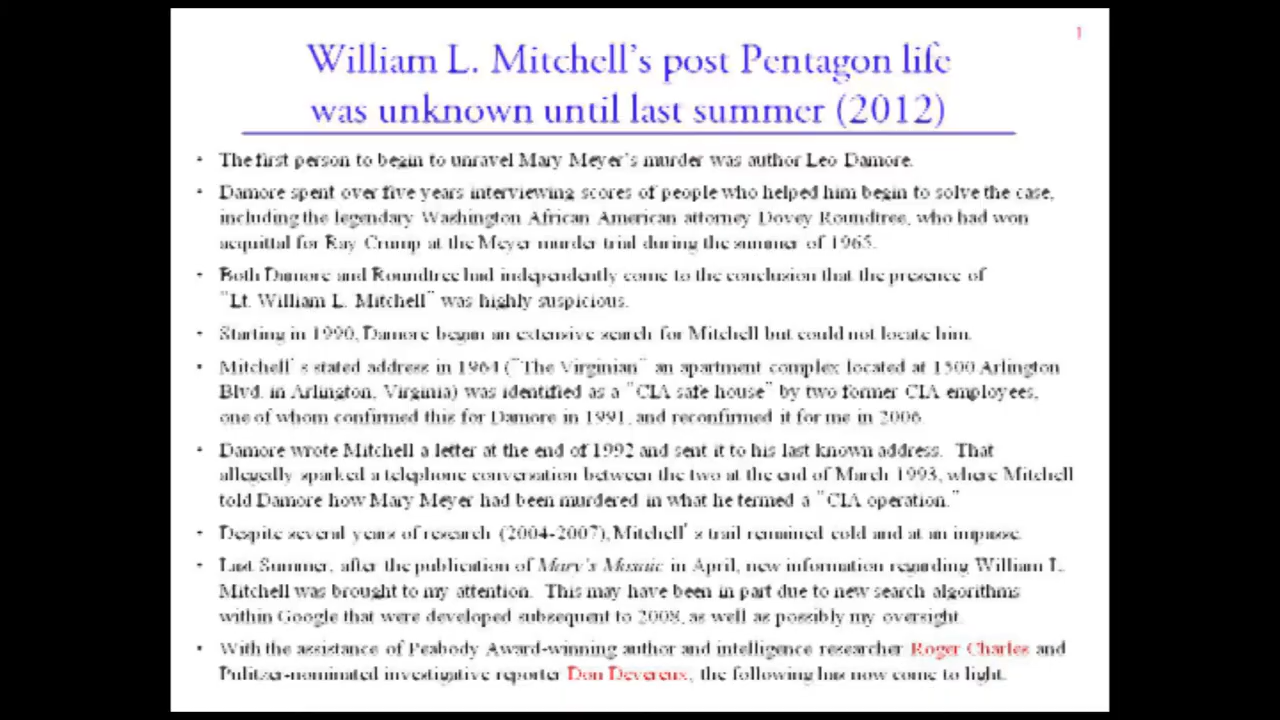 1
William L. Mitchell's post Pentagon life
was unknown until last summer (2012)
• The first person to begin to unravel Mary Meyer's murder was author Leo Damore.
• Damore spent over five years interviewing scores of people who helped him begin to solve the case,
including the legendary Washington African American attorney Dovey Roundtree, who had won
acquittal for Ray Crump at the Meyer murder trial during the summer of 1965.
• Both Damore and Roundtree had independently come to the conclusion that the presence of
"Lt. William L. Mitchell" was highly suspicious.
• Starting in 1990, Damore began an extensive search for Mitchell but could not locate him.
• Mitchell's stated address in 1964 ("The Virginian" an apartment complex located at 1500 Arlington
Blvd. in Arlington, Virginia) was identified as a "CIA safe house" by two former CIA employees,
one of whom confirmed this for Damore in 1991, and reconfirmed it for me in 2006.
• Damore wrote Mitchell a letter at the end of 1992 and sent it to his last known address. That
allegedly sparked a telephone conversation between the two at the end of March 1993, where Mitchell
told Damore how Mary Meyer had been murdered in what he termed a "CIA operation."
• Despite several years of research (2004-2007), Mitchell's trail remained cold and at an impasse.
• Last Summer, after the publication of Mary's Mosaic in April, new information regarding William L.
Mitchell was brought to my attention. This may have been in part due to new search algorithms
within Google that were developed subsequent to 2008, as well as possibly my oversight.
• With the assistance of Peabody Award-winning author and intelligence researcher Roger Charles and
Pulitzer-nominated investigative reporter Don Devereux, the following has now come to light.